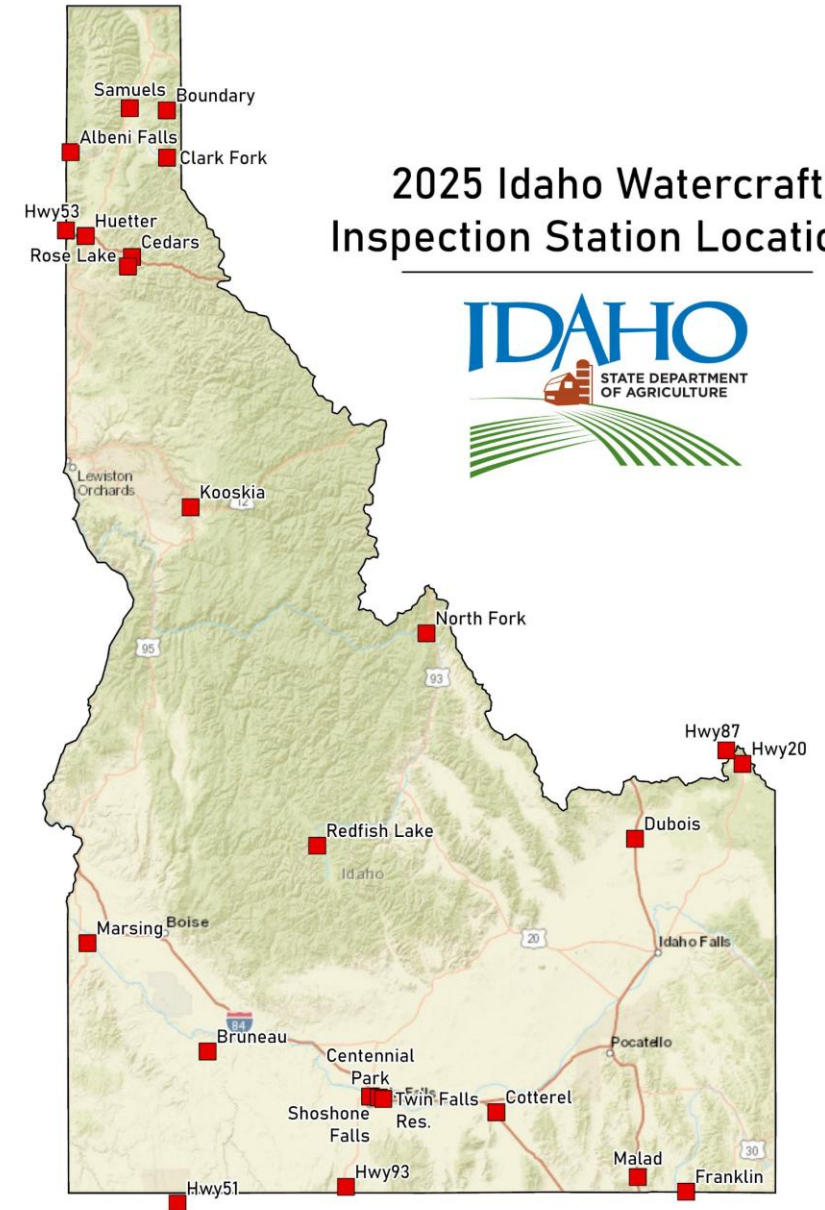 Samuels
Boundary
Albeni Falls
Clark Fork
2025 Idaho Watercraft
Inspection Station Locatio
Hwy53
Huetter
Cedars
Rose Lake
IDAHO
STATE DEPARTMENT
OF AGRICULTURE
Lewiston
Orchards
Kooskia
12
North Fork
95
93
Hwy87
Hwy20
Redfish Lake
Dubois
Idaho
Marsing
Boise
20
Idaho Falls
84
Bruneau
Pocatello
Centennial
Park
Twin Falls
Res.
Shoshone
Falls
Cotterel
30
Malad
Franklin
Hwy93
Hwy51